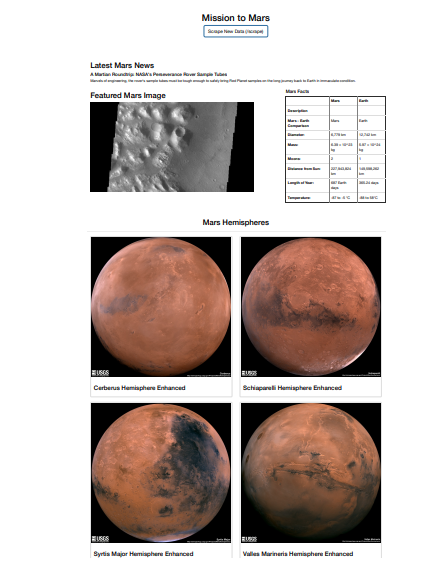 Mission to Mars
Scrape New Data (/scrape)
Latest Mars News
A Martian Roundtrip: NASA's Perseverance Rover Sample Tubes
Marvels of engineering, the rover's sample tubes must be tough enough to safely bring Red Planet samples on the long journey back to Earth in immaculate condition.
Featured Mars Image
Mars Facts
Mars Earth
Description
Mars - Earth Comparison Mars Earth
Diameter: 6,779 km 12,742 km
Mass: 6.39 × 10^23 kg 5.97 × 10^24 kg
Moons: 2 1
Distance from Sun: 227,943,824 km 149,598,262 km
Length of Year: 687 Earth days 365.24 days
Temperature: -87 to -5 °C -88 to 58°C
Mars Hemispheres
USGS
Cerberus Hemisphere Enhanced
USGS
Schiaparelli Hemisphere Enhanced
USGS
Syrtis Major Hemisphere Enhanced
USGS
Valles Marineris Hemisphere Enhanced